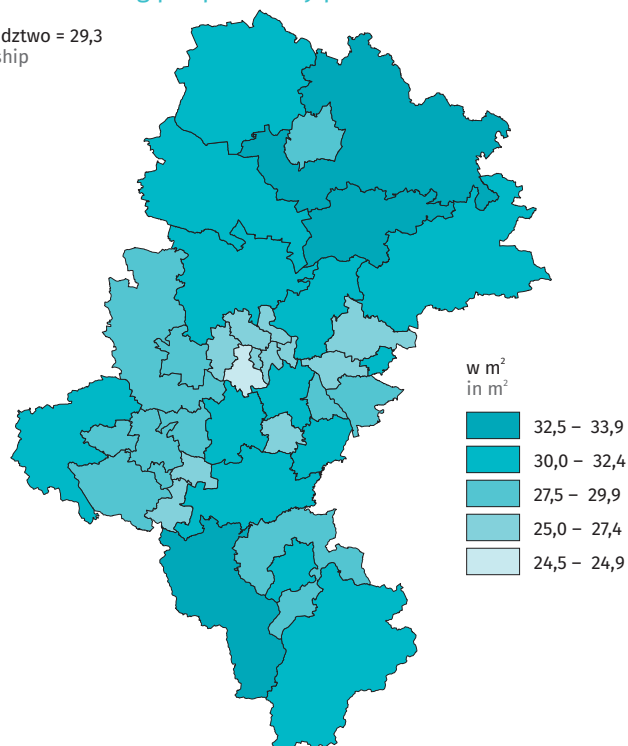 dztwo = 29,3
ship
w m²
in m²
32,5 – 33,9
30,0 – 32,4
27,5 – 29,9
25,0 – 27,4
24,5 – 24,9